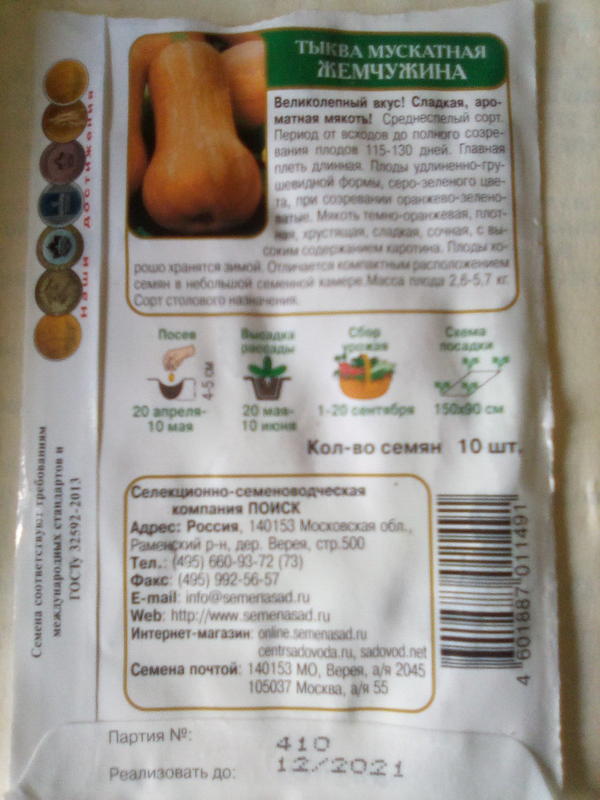 ТЫКВА МУСКАТНАЯ
ЖЕМЧУЖИНА
Великолепный вкус! Сладкая, аро-
матная мякоть! Среднеспелый сорт.
Период от всходов до полного созре-
вания плодов 115-130 дней. Главная
плеть длинная. Плоды удлиненно-гру-
шевидной формы, серо-зеленого цве-
та, при созревании оранжево-зелено-
ватые. Мякоть темно-оранжевая, плот-
ная, хрустящая, сладкая, сочная, с вы-
соким содержанием каротина. Плоды хо-
рошо хранятся зимой. Отличается компактным расположением
семян в небольшой семенной камере.Масса плода 2,6-5,7 кг.
Сорт столового назначения.
Наши достижения
Посев
4-5 см
20 апреля-
10 мая
Высадка
рассады
20 мая-
10 июня
Сбор
урожая
1-20 сентября
Схема
посадки
150x90 см
Кол-во семян 10 шт.
Семена соответствуют требованиям
международных стандартов и
ГОСТу 32592-2013
Селекционно-семеноводческая
компания ПОИСК
Адрес: Россия, 140153 Московская обл.,
Раменский р-н, дер. Верея, стр.500
Тел.: (495) 660-93-72 (73)
Факс: (495) 992-56-57
E-mail: info@semenasad.ru
Web: http://www.semenasad.ru
Интернет-магазин: online.semenasad.ru
centrsadovoda.ru, sadovod.net
Семена почтой: 140153 МО, Верея, а/я 2045
105037 Москва, а/я 55
4 601887 011491
Партия №: 410
Реализовать до: 12/2021